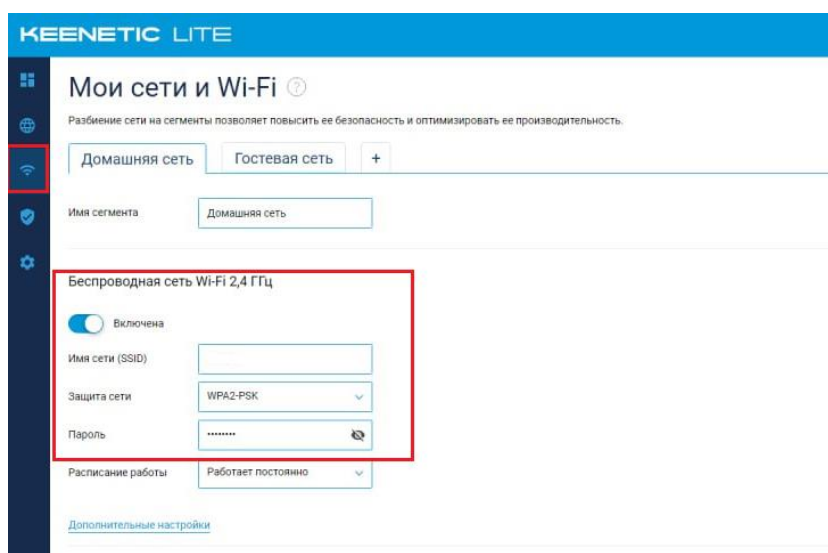 KEENETIC LITE
Мои сети и Wi-Fi ?
Разбиение сети на сегменты позволяет повысить ее безопасность и оптимизировать ее производительность.
Домашняя сеть Гостевая сеть +
Имя сегмента Домашняя сеть
Беспроводная сеть Wi-Fi 2,4 ГГц
Включена
Имя сети (SSID)
Защита сети WPA2-PSK
Пароль ••••••••
Расписание работы Работает постоянно
Дополнительные настройки